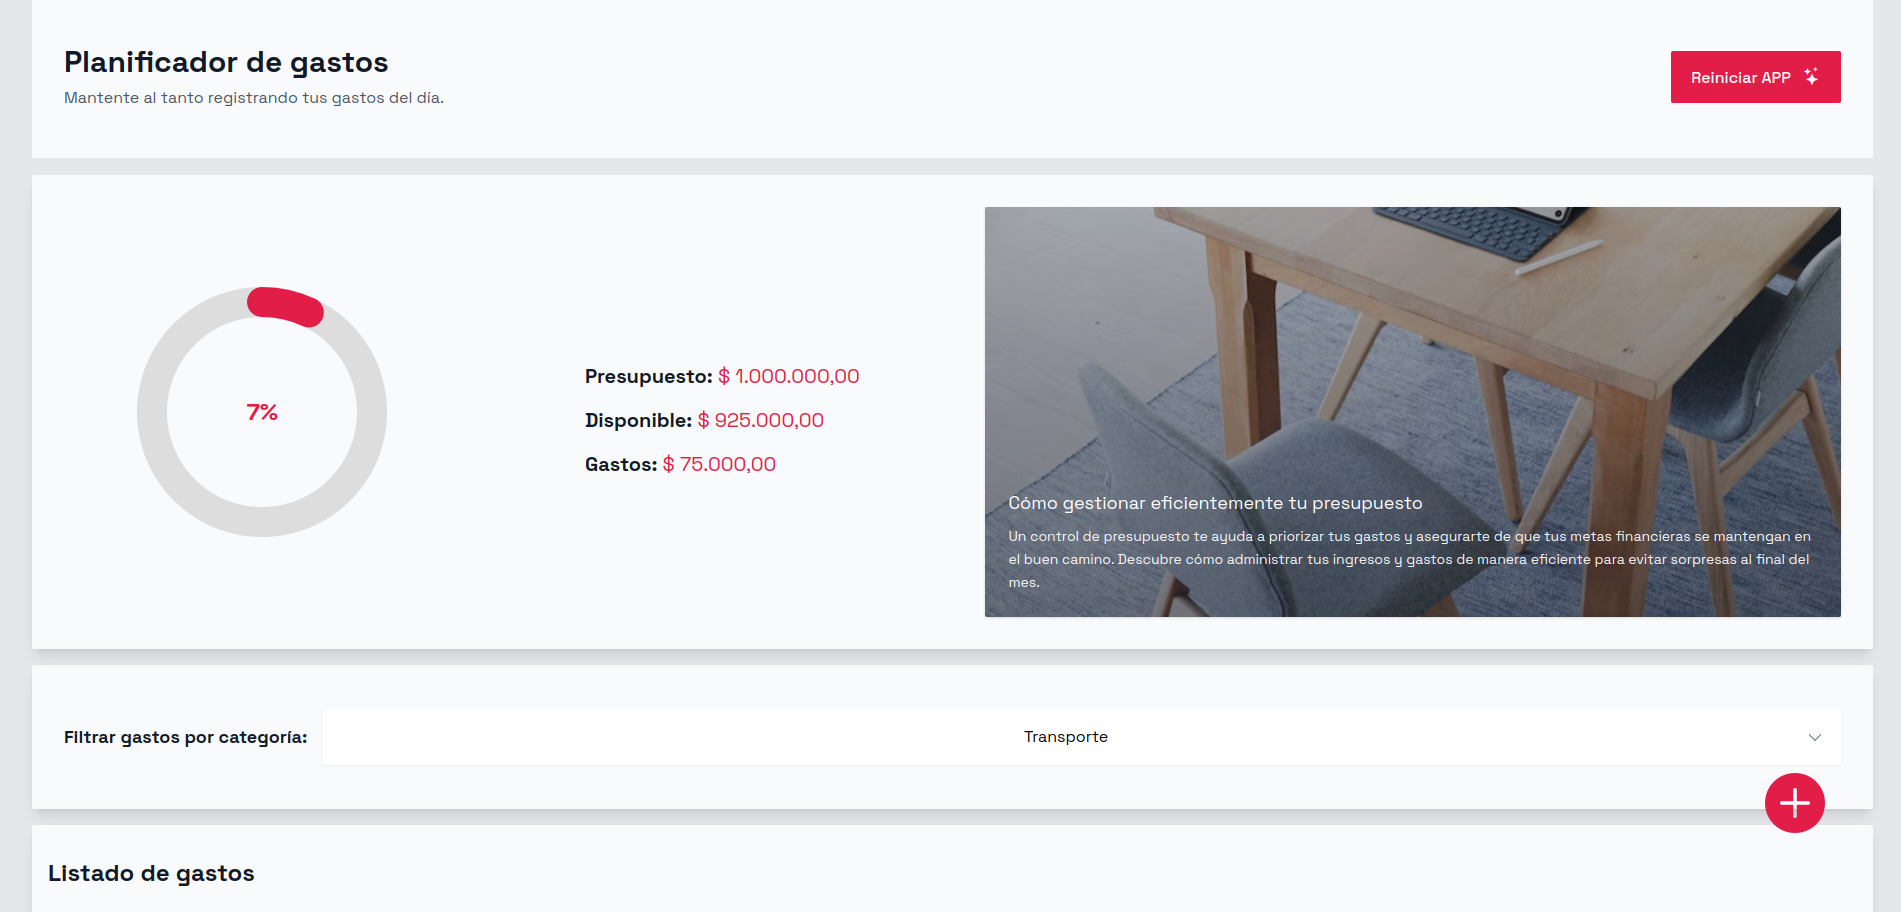 Planificador de gastos
Mantente al tanto registrando tus gastos del día.
Reiniciar APP
7%
Presupuesto: $ 1.000.000,00
Disponible: $ 925.000,00
Gastos: $ 75.000,00
Cómo gestionar eficientemente tu presupuesto
Un control de presupuesto te ayuda a priorizar tus gastos y asegurarte de que tus metas financieras se mantengan en
el buen camino. Descubre cómo administrar tus ingresos y gastos de manera eficiente para evitar sorpresas al final del
mes.
Filtrar gastos por categoría:
Transporte
Listado de gastos